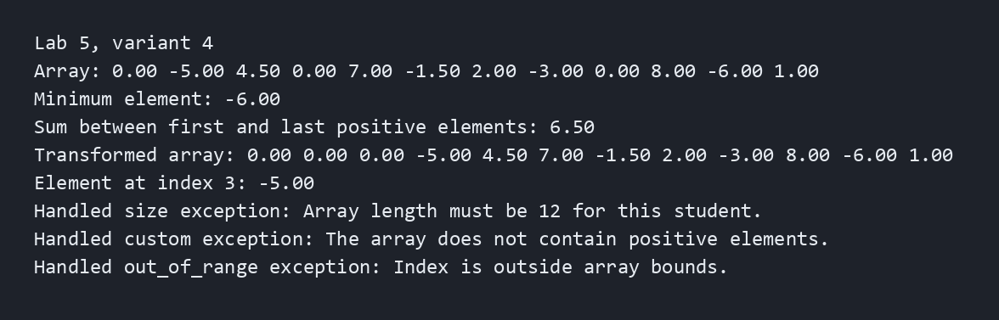 Lab 5, variant 4
Array: 0.00 -5.00 4.50 0.00 7.00 -1.50 2.00 -3.00 0.00 8.00 -6.00 1.00
Minimum element: -6.00
Sum between first and last positive elements: 6.50
Transformed array: 0.00 0.00 0.00 -5.00 4.50 7.00 -1.50 2.00 -3.00 8.00 -6.00 1.00
Element at index 3: -5.00
Handled size exception: Array length must be 12 for this student.
Handled custom exception: The array does not contain positive elements.
Handled out_of_range exception: Index is outside array bounds.